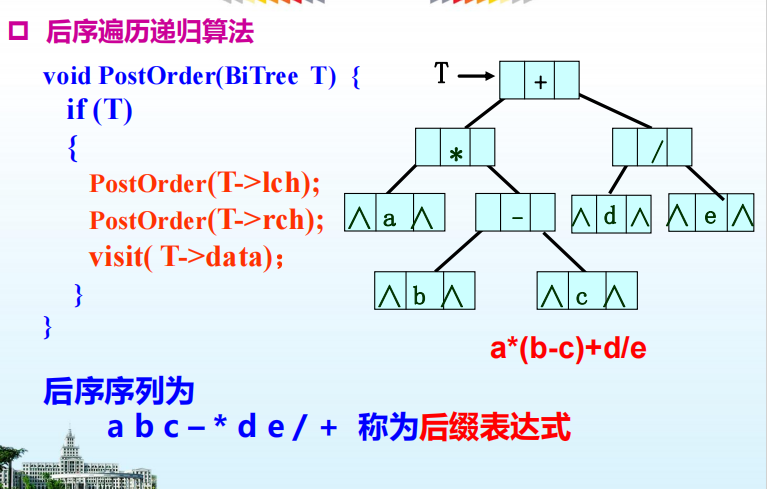 后序遍历递归算法
void PostOrder(BiTree T) {
if (T)
{
PostOrder(T->lch);
PostOrder(T->rch);
visit( T->data);
}
}
T
+
*
/
∧ a ∧
-
∧ d ∧
∧ e ∧
∧ b ∧
∧ c ∧
a*(b-c)+d/e
后序序列为
a b c – * d e / + 称为后缀表达式